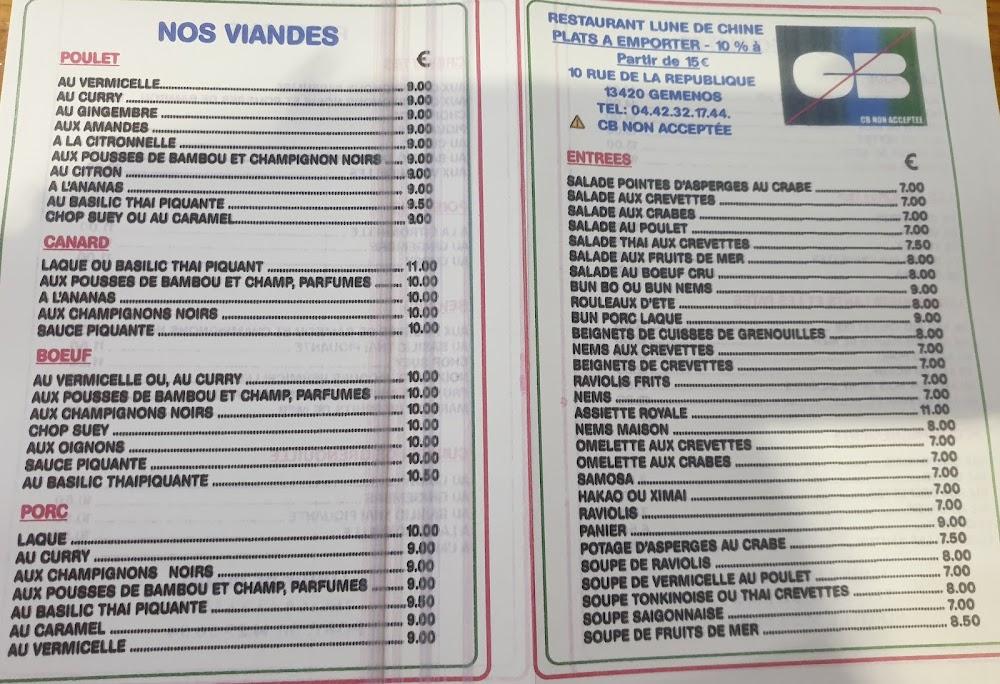 NOS VIANDES
POULET €
AU VERMICELLE 9.00
AU CURRY 9.00
AU GINGEMBRE 9.00
AUX AMANDES 9.00
A LA CITRONNELLE 9.00
AUX POUSSES DE BAMBOU ET CHAMPIGNON NOIRS 9.00
AU CITRON 9.00
A L'ANANAS 9.00
AU BASILIC THAI PIQUANTE 9.50
CHOP SUEY OU AU CARAMEL 9.00
CANARD
LAQUE OU BASILIC THAI PIQUANT 11.00
AUX POUSSES DE BAMBOU ET CHAMP, PARFUMES 10.00
A L'ANANAS 10.00
AUX CHAMPIGNONS NOIRS 10.00
SAUCE PIQUANTE 10.00
BOEUF
AU VERMICELLE OU, AU CURRY 10.00
AUX POUSSES DE BAMBOU ET CHAMP, PARFUMES 10.00
AUX CHAMPIGNONS NOIRS 10.00
CHOP SUEY 10.00
AUX OIGNONS 10.00
SAUCE PIQUANTE 10.00
AU BASILIC THAIPIQUANTE 10.50
PORC
LAQUE 10.00
AU CURRY 9.00
AUX CHAMPIGNONS NOIRS 9.00
AUX POUSSES DE BAMBOU ET CHAMP, PARFUMES 9.00
AU BASILIC THAI PIQUANTE 9.50
AU CARAMEL 9.00
AU VERMICELLE 9.00
RESTAURANT LUNE DE CHINE
PLATS A EMPORTER - 10 % à
Partir de 15€
10 RUE DE LA REPUBLIQUE
13420 GEMENOS
TEL: 04.42.32.17.44.
CB NON ACCEPTÉE
CB
CB NON ACCEPTEE
ENTREES €
SALADE POINTES D'ASPERGES AU CRABE 7.00
SALADE AUX CREVETTES 7.00
SALADE AUX CRABES 7.00
SALADE AU POULET 7.00
SALADE THAI AUX CREVETTES 7.50
SALADE AUX FRUITS DE MER 8.00
SALADE AU BOEUF CRU 8.00
BUN BO OU BUN NEMS 9.00
ROULEAUX D'ETE 8.00
BUN PORC LAQUE 9.00
BEIGNETS DE CUISSES DE GRENOUILLES 8.00
NEMS AUX CREVETTES 7.00
BEIGNETS DE CREVETTES 7.00
RAVIOLIS FRITS 7.00
NEMS 7.00
ASSIETTE ROYALE 11.00
NEMS MAISON 8.00
OMELETTE AUX CREVETTES 7.00
OMELETTE AUX CRABES 7.00
SAMOSA 7.00
HAKAO OU XIMAI 7.00
RAVIOLIS 7.00
PANIER 9.00
POTAGE D'ASPERGES AU CRABE 7.50
SOUPE DE RAVIOLIS 8.00
SOUPE DE VERMICELLE AU POULET 7.00
SOUPE TONKINOISE OU THAI CREVETTES 8.00
SOUPE SAIGONNAISE 7.00
SOUPE DE FRUITS DE MER 8.50